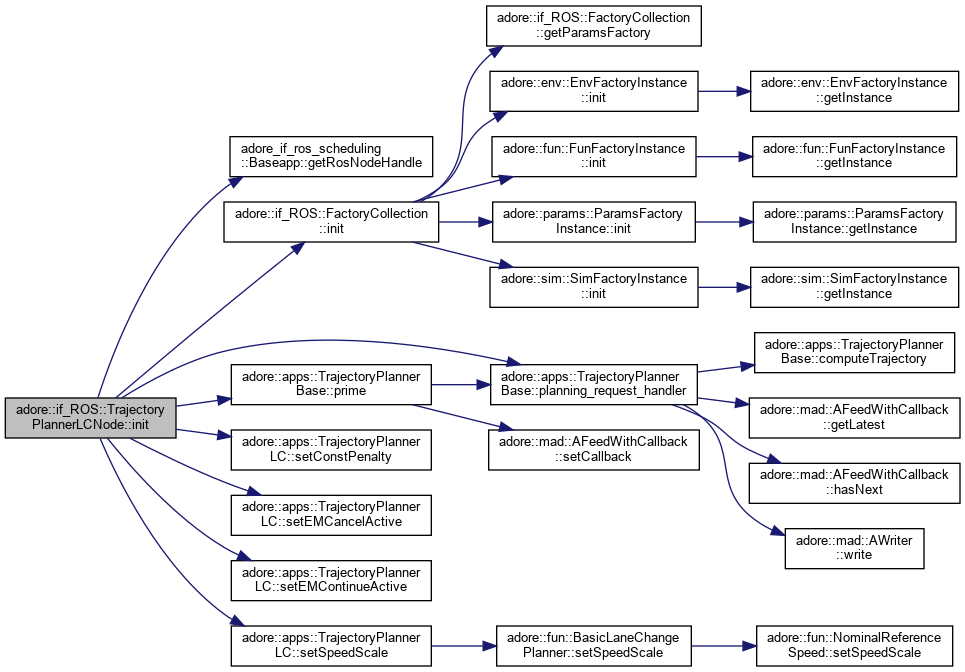 adore::if_ROS::FactoryCollection
::getParamsFactory
adore::env::EnvFactoryInstance
::init
adore::env::EnvFactoryInstance
::getInstance
adore_if_ros_scheduling
::Baseapp::getRosNodeHandle
adore::fun::FunFactoryInstance
::init
adore::fun::FunFactoryInstance
::getInstance
adore::if_ROS::FactoryCollection
::init
adore::params::ParamsFactory
Instance::init
adore::params::ParamsFactory
Instance::getInstance
adore::sim::SimFactoryInstance
::init
adore::sim::SimFactoryInstance
::getInstance
adore::apps::TrajectoryPlanner
Base::computeTrajectory
adore::if_ROS::Trajectory
PlannerLCNode::init
adore::apps::TrajectoryPlanner
Base::prime
adore::apps::TrajectoryPlanner
Base::planning_request_handler
adore::mad::AFeedWithCallback
::getLatest
adore::apps::TrajectoryPlanner
LC::setConstPenalty
adore::mad::AFeedWithCallback
::setCallback
adore::mad::AFeedWithCallback
::hasNext
adore::apps::TrajectoryPlanner
LC::setEMCancelActive
adore::mad::AWriter
::write
adore::apps::TrajectoryPlanner
LC::setEMContinueActive
adore::apps::TrajectoryPlanner
LC::setSpeedScale
adore::fun::BasicLaneChange
Planner::setSpeedScale
adore::fun::NominalReference
Speed::setSpeedScale